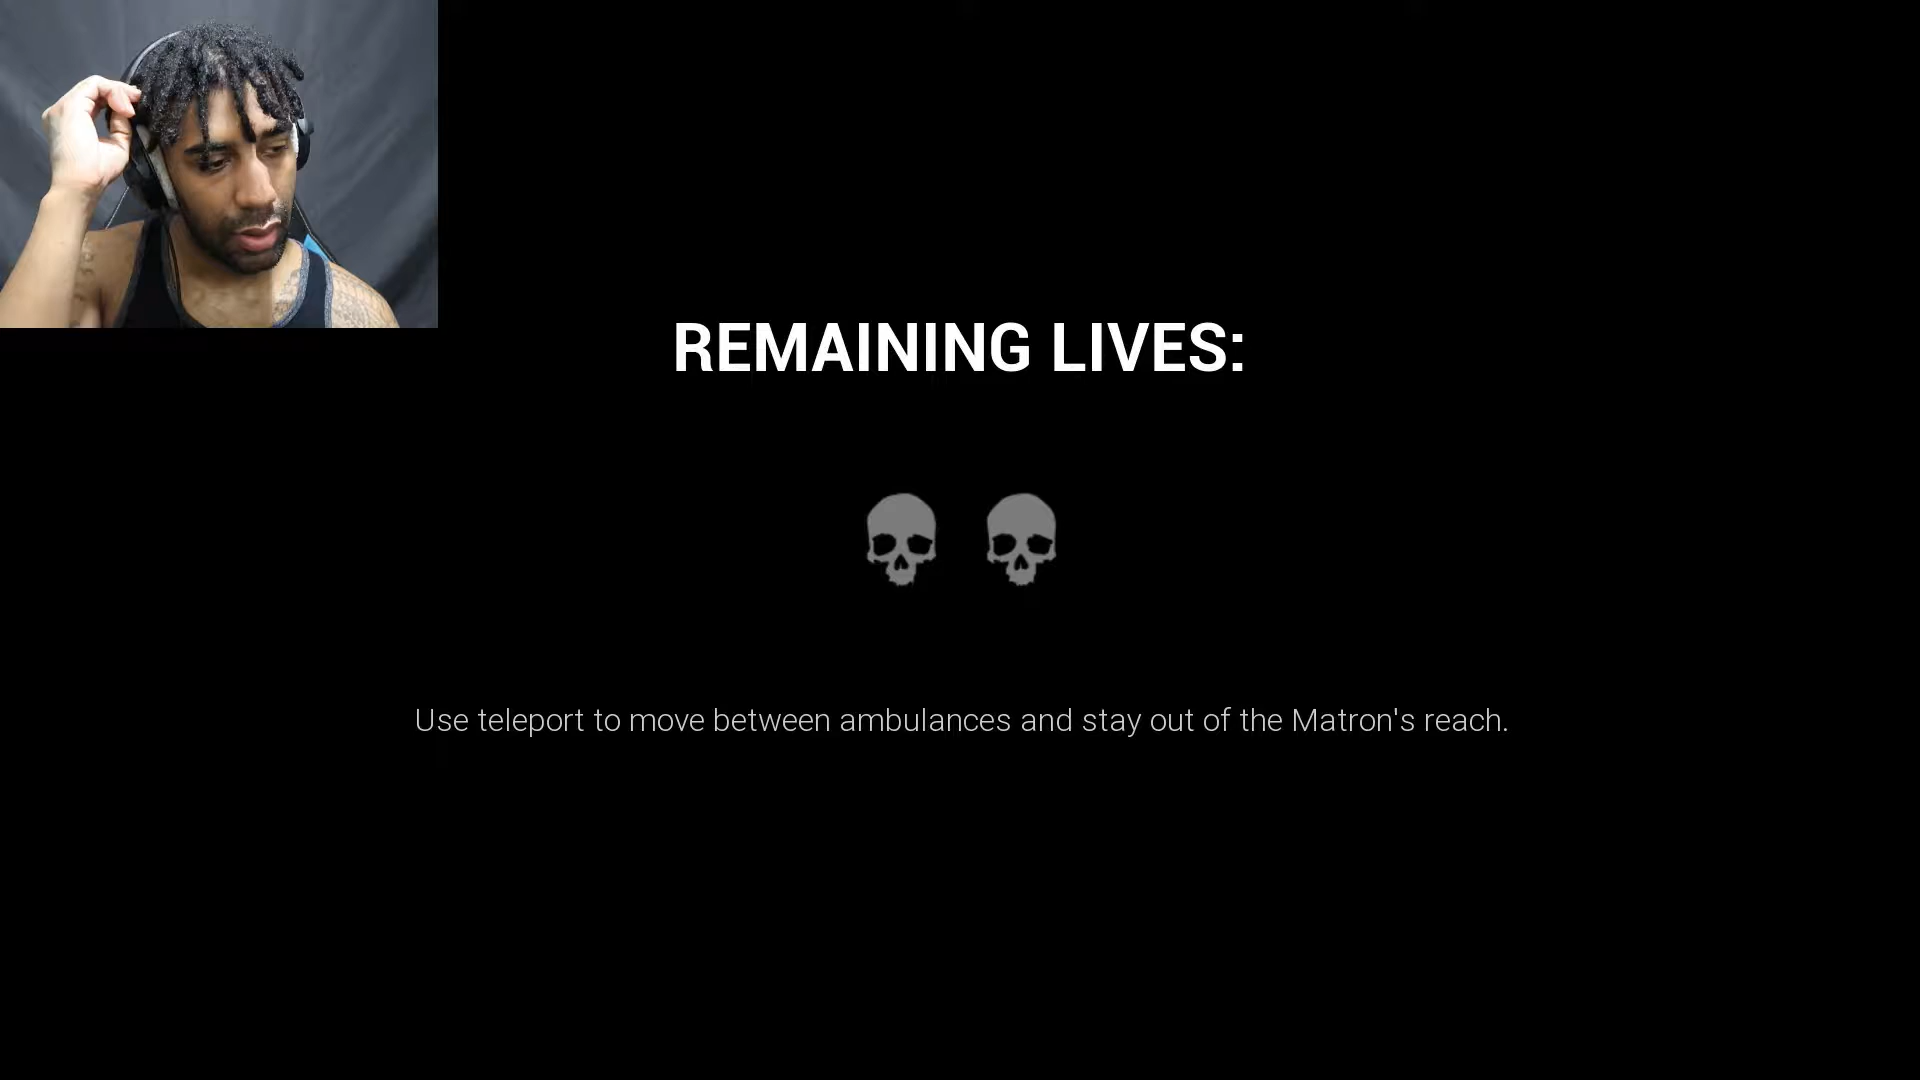 REMAINING LIVES:
Use teleport to move between ambulances and stay out of the Matron's reach.